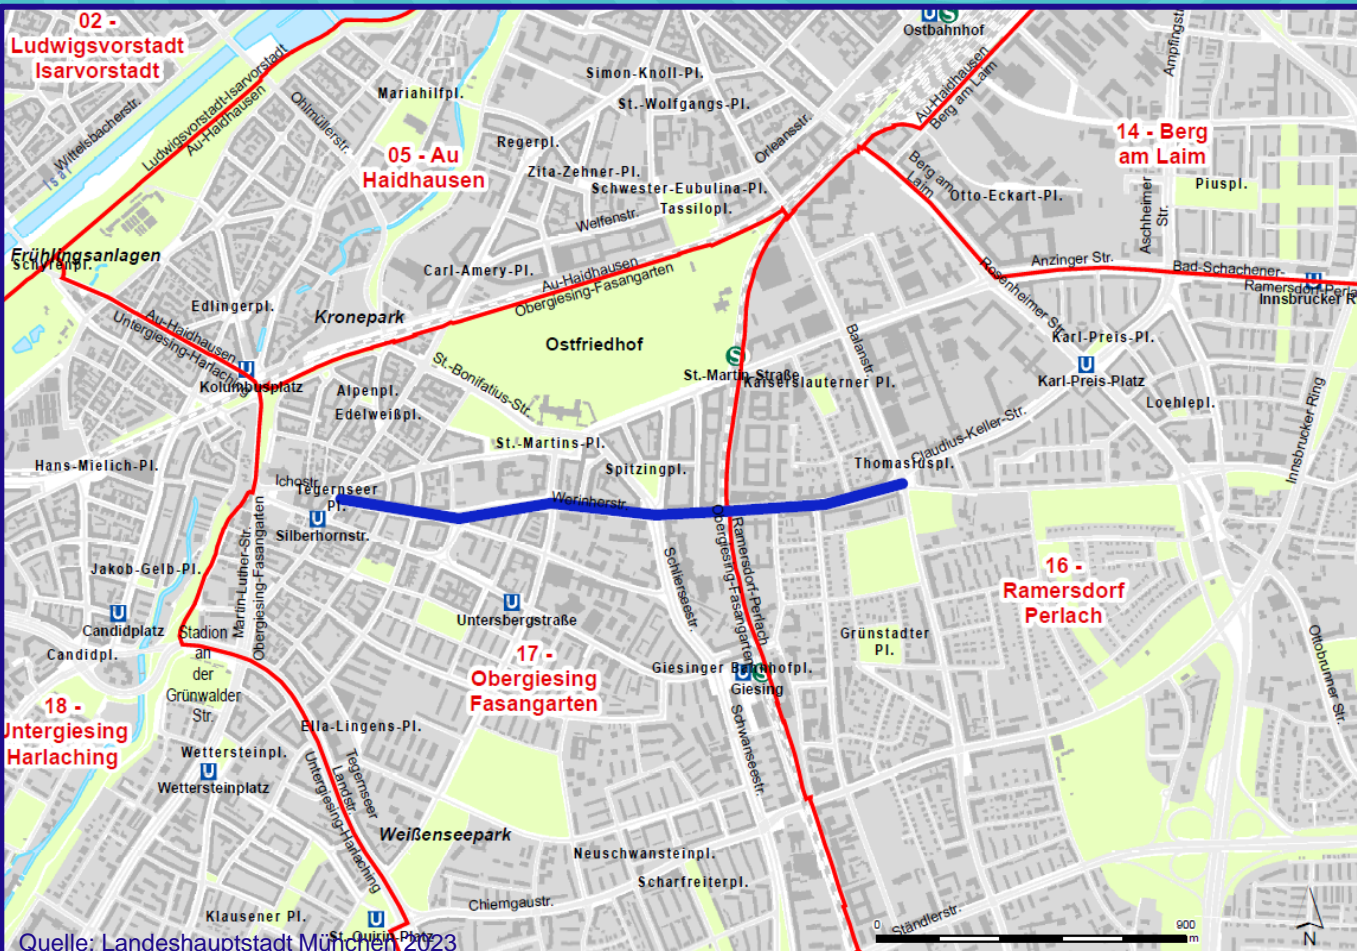 02 -
Ludwigsvorstadt
Isarvorstadt
Ostbahnhof
Ampfingstr
Simon-Knoll-Pl.
Mariahilfpl.
St.-Wolfgangs-Pl.
Au-Haidhausen
Berg am Laim
Ludwigsvorstadt-Isarvorstadt
Au-Haidhausen
Ohlmüllerstr.
Wittelsbacherstr.
Isar
Regerpl.
Orleansstr.
14 - Berg
am Laim
05 - Au
Haidhausen
Zita-Zehner-Pl.
Schwester-Eubulina-Pl.
Tassilopl.
Berg am
Laim
Otto-Eckart-Pl.
Piuspl.
Aschheimer
Str.
Welfenstr.
Frühlingsanlagen
Schyrenpl.
Carl-Amery-Pl.
Au-Haidhausen
Obergiesing-Fasangarten
Rosenheimer Str.
Anzinger Str.
Bad-Schachener-
Ramersdorf-Perla
Innsbrucker R
Edlingerpl.
Kronepark
Au-Haidhausen
Untergiesing-Harlaching
Ostfriedhof
Balanstr.
Karl-Preis-Pl.
Kolumbusplatz
St.-Bonifatius-Str.
St.-Martin-Straße
Kaiserslauterner Pl.
Karl-Preis-Platz
Alpenpl.
Edelweißpl.
Loehlepl.
Innsbrucker Ring
Claudius-Keller-Str.
St.-Martins-Pl.
Hans-Mielich-Pl.
Spitzingpl.
Thomasiuspl.
Ichostr.
Tegernseer
Pl.
Werinherstr.
Silberhornstr.
Martin-Luther-Str.
Obergiesing-Fasangarten
Schlierseestr.
Obergiesing-Fasangarten
Ramersdorf-Perlach
Jakob-Gelb-Pl.
16 -
Ramersdorf
Perlach
Candidplatz
Candidpl.
Stadion
an
der
Grünwalder
Str.
Untersbergstraße
Grünstadter
Pl.
Ottobrunner Str.
17 -
Obergiesing
Fasangarten
Giesinger Bahnhofpl.
Giesing
18 -
Untergiesing
Harlaching
Ella-Lingens-Pl.
Schwanseestr.
Wettersteinpl.
Wettersteinplatz
Tegernseer
Landstr.
Untergiesing-Harlaching
Weißenseepark
Neuschwansteinpl.
Scharfreiterpl.
Chiemgaustr.
Klausener Pl.
Ständlerstr.
St.-Quirin-Platz
0 900
m
N
Quelle: Landeshauptstadt München 2023